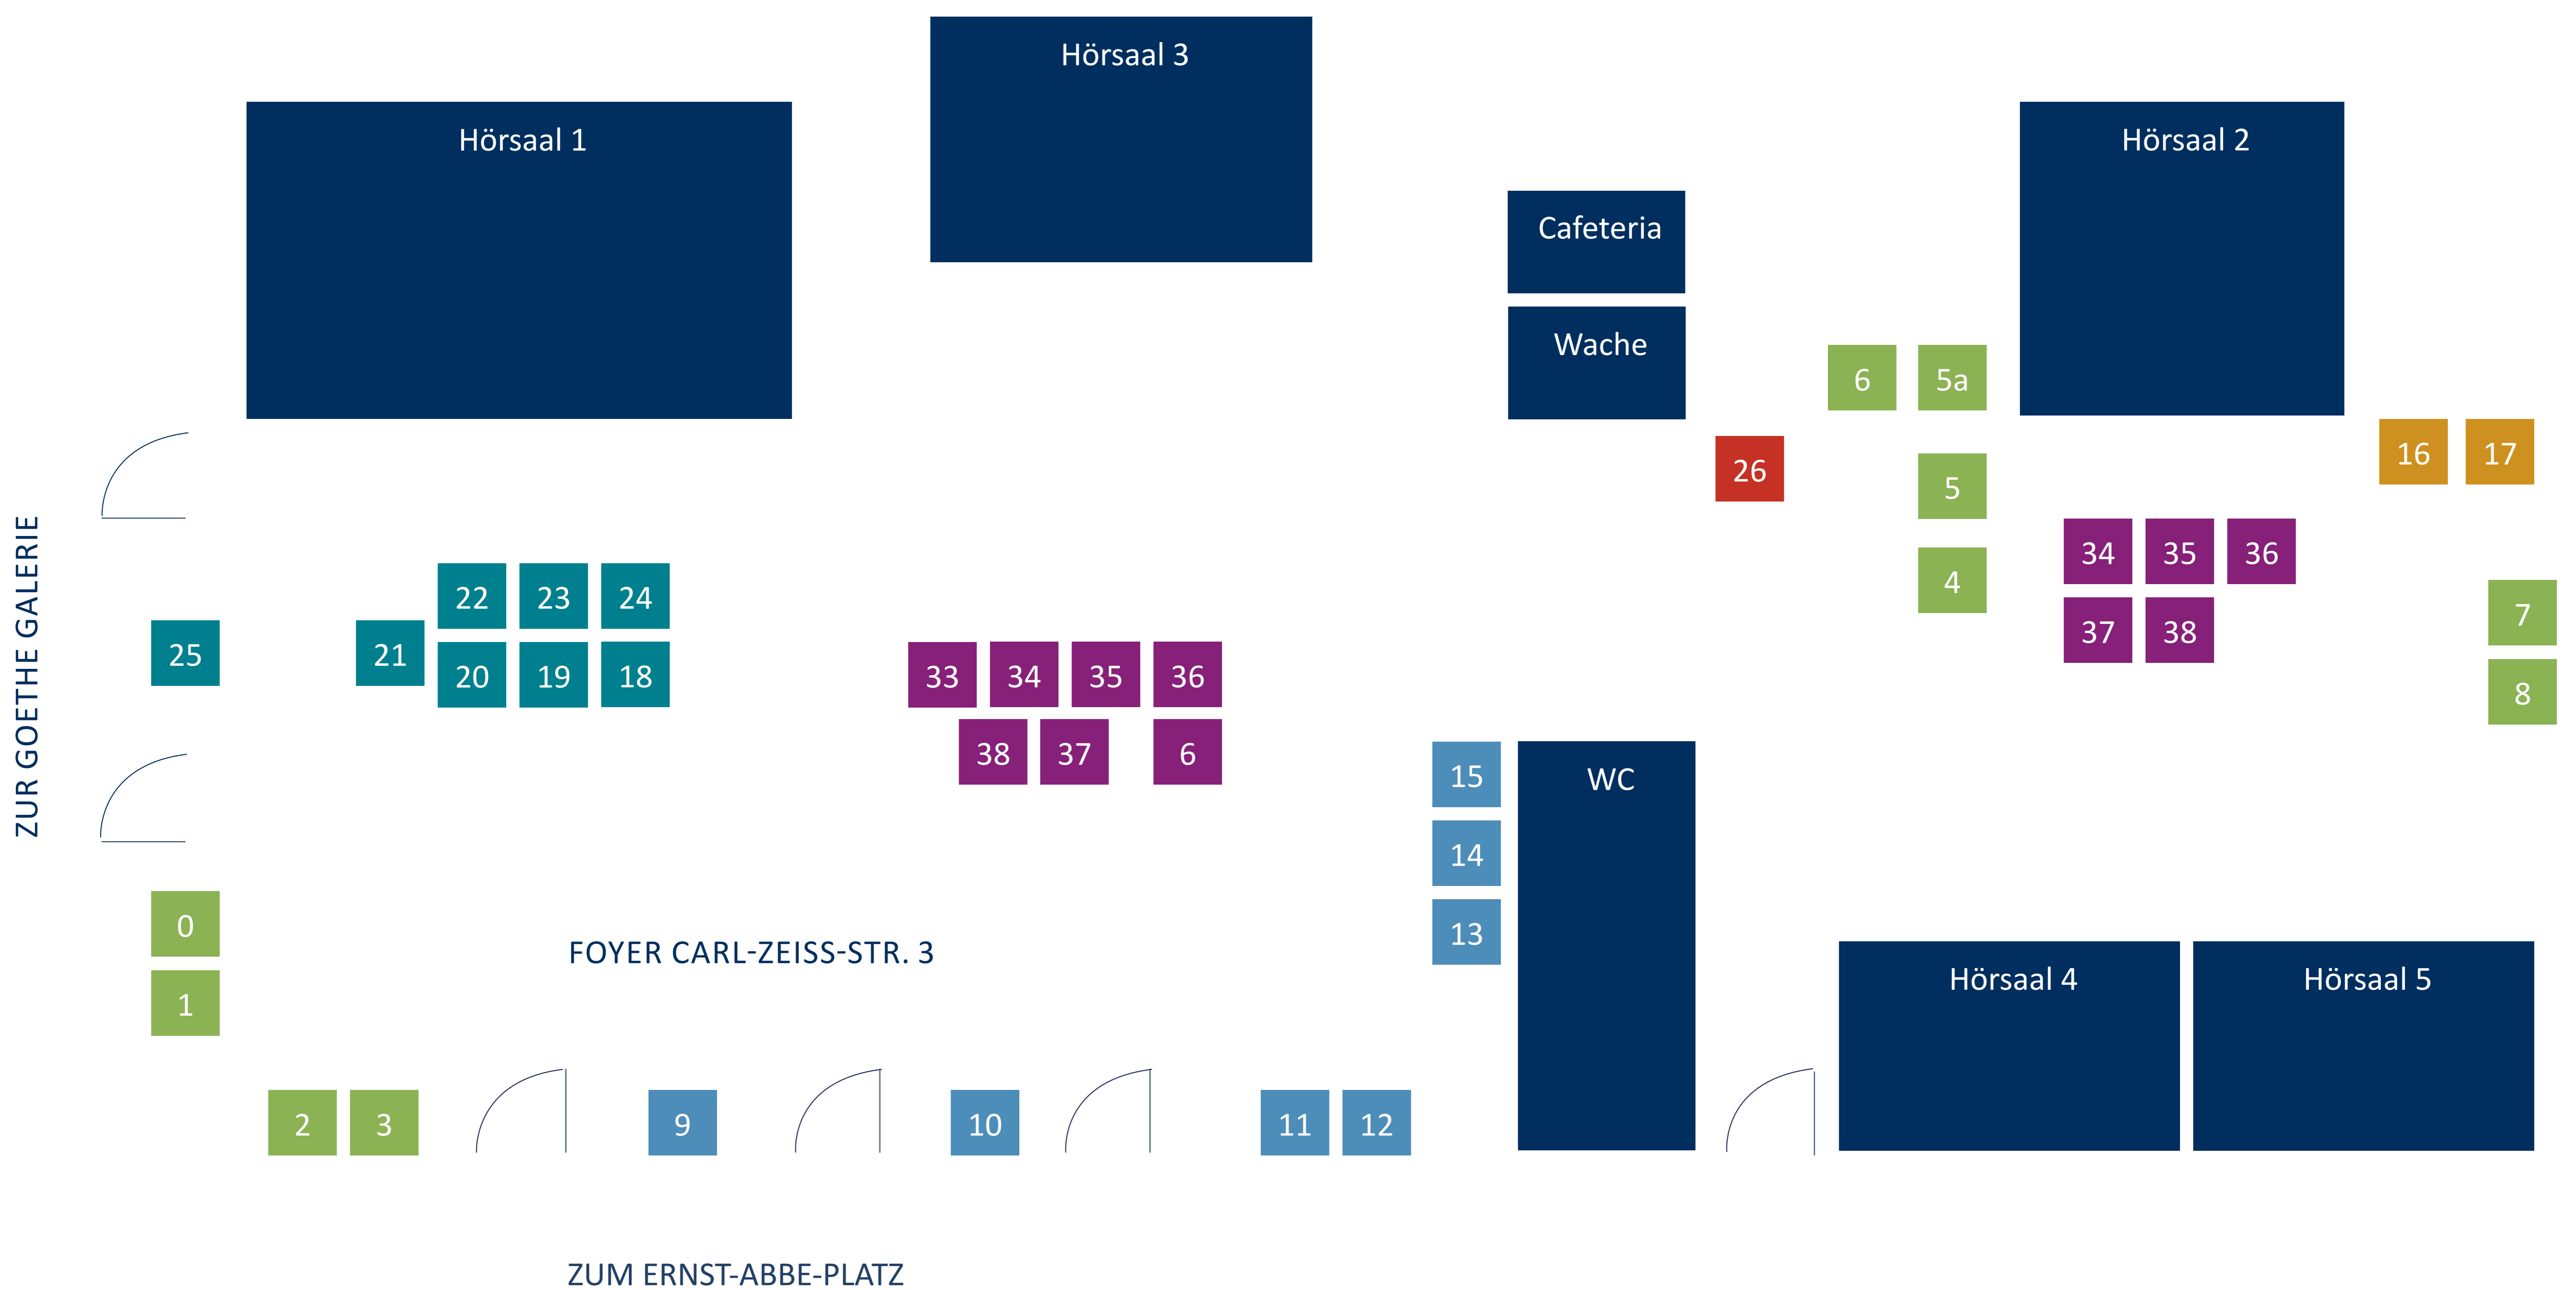 Hörsaal 3
Hörsaal 1
Hörsaal 2
Cafeteria
Wache
6 5a
26
5
16 17
4
34 35 36
37 38
7
8
ZUR GOETHE GALERIE
25
21
22 23 24
20 19 18
33 34 35 36
38 37 6
15
14
13
WC
0
1
FOYER CARL-ZEISS-STR. 3
Hörsaal 4
Hörsaal 5
2 3
9
10
11 12
ZUM ERNST-ABBE-PLATZ